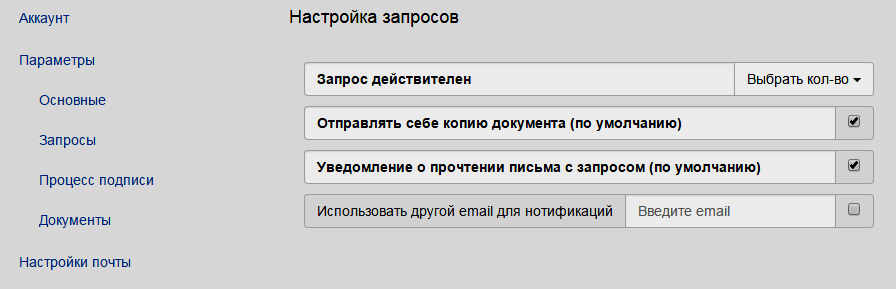 Аккаунт
Параметры
Основные
Запросы
Процесс подписи
Документы
Настройки почты
Настройка запросов
Запрос действителен Выбрать кол-во
Отправлять себе копию документа (по умолчанию)
Уведомление о прочтении письма с запросом (по умолчанию)
Использовать другой email для нотификаций Введите email